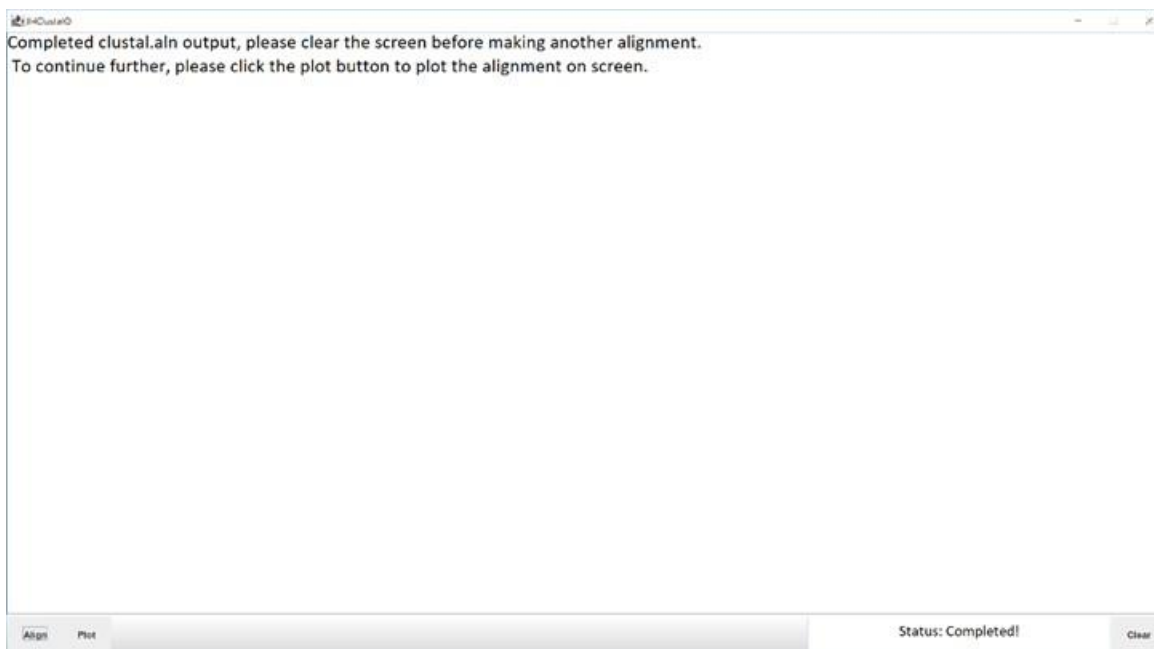 Completed clustal.aln output, please clear the screen before making another alignment.
To continue further, please click the plot button to plot the alignment on screen.
Align Plot Status: Completed! Clear